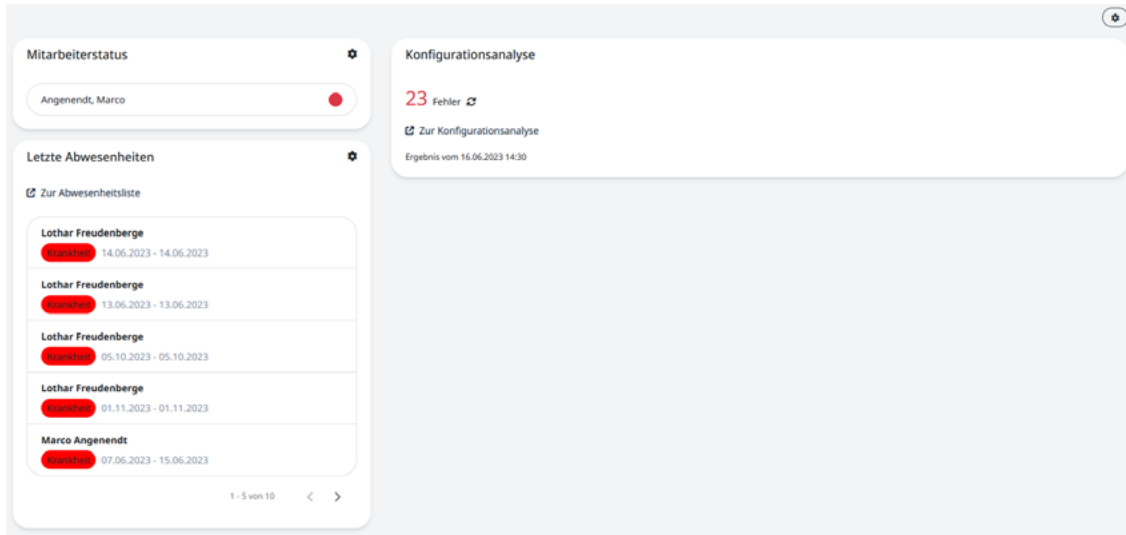 Mitarbeiterstatus
Angenendt, Marco
Letzte Abwesenheiten
Zur Abwesenheitsliste
Lothar Freudenberge
Krankheit 14.06.2023 - 14.06.2023
Lothar Freudenberge
Krankheit 13.06.2023 - 13.06.2023
Lothar Freudenberge
Krankheit 05.10.2023 - 05.10.2023
Lothar Freudenberge
Krankheit 01.11.2023 - 01.11.2023
Marco Angenendt
Krankheit 07.06.2023 - 15.06.2023
1 - 5 von 10
Konfigurationsanalyse
23 Fehler
Zur Konfigurationsanalyse
Ergebnis vom 16.06.2023 14:30